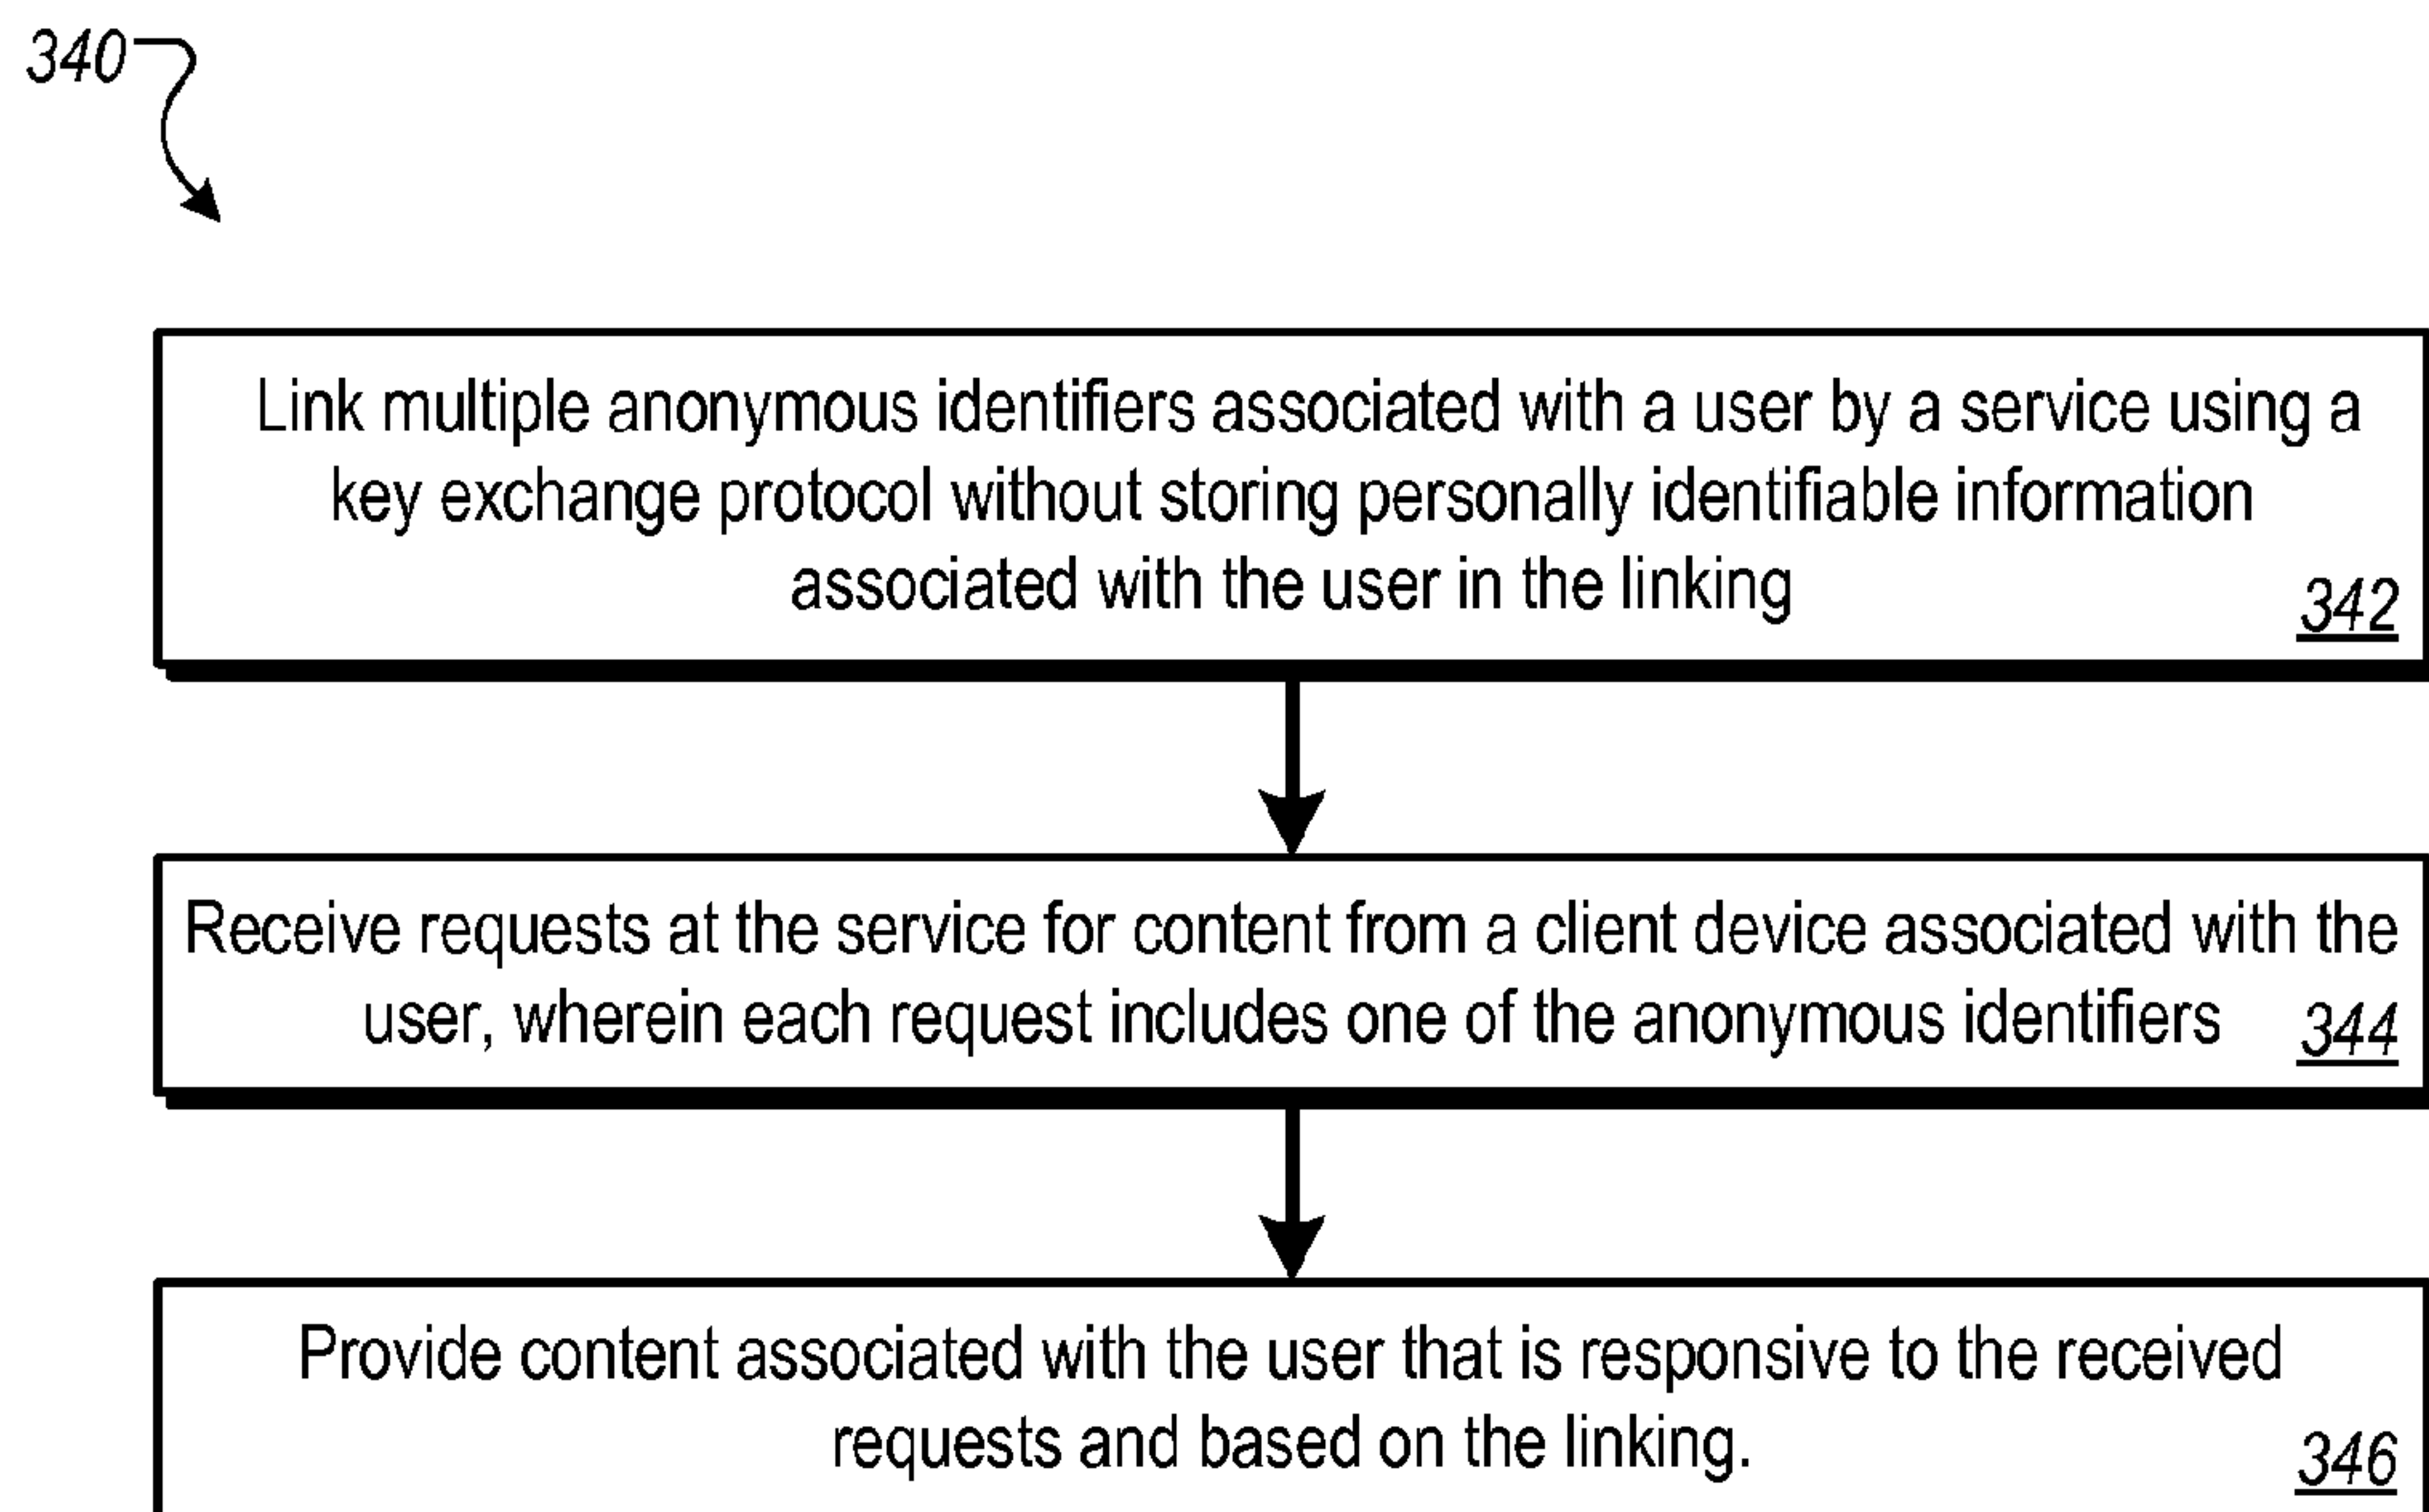 340
Link multiple anonymous identifiers associated with a user by a service using a
key exchange protocol without storing personally identifiable information
associated with the user in the linking
342
Receive requests at the service for content from a client device associated with the
user, wherein each request includes one of the anonymous identifiers 344
Provide content associated with the user that is responsive to the received
requests and based on the linking.
346